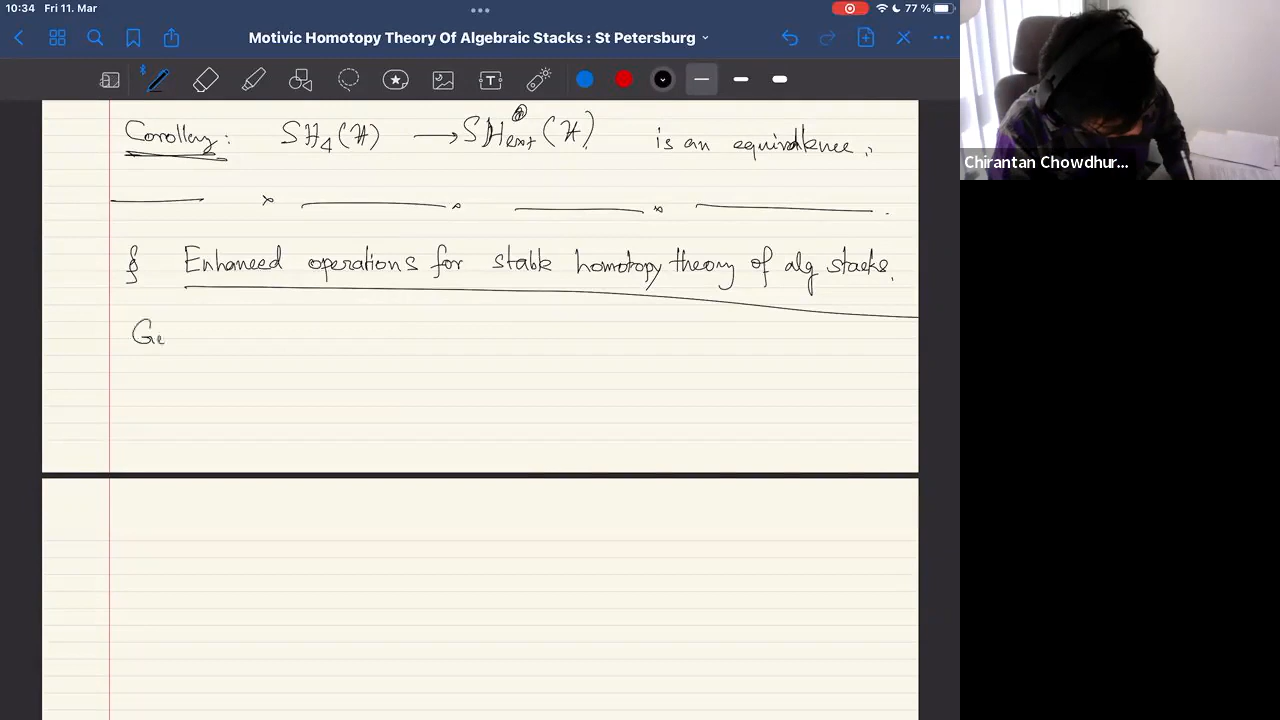 10:34 Fri 11. Mar
77 %
Motivic Homotopy Theory Of Algebraic Stacks : St Petersburg
Corollary: SH₄(X) → SH⊗ext(X) is an equivalence.
§ Enhanced operations for stable homotopy theory of alg stacks.
Ge
Chirantan Chowdhur...